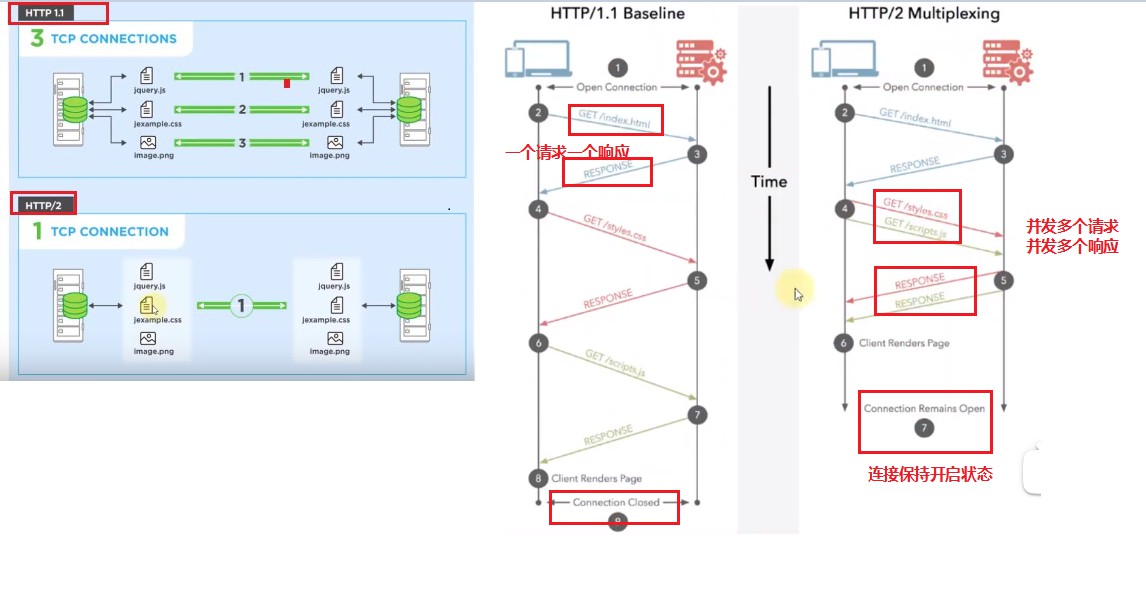 HTTP 1.1
3 TCP CONNECTIONS
1
jquery.js
jquery.js
2
jexample.css
jexample.css
3
image.png
image.png
HTTP/2
1 TCP CONNECTION
jquery.js
jquery.js
1
jexample.css
jexample.css
image.png
image.png
HTTP/1.1 Baseline
1
Open Connection
2
GET /index.html
一个请求一个响应
3
RESPONSE
4
GET /styles.css
5
RESPONSE
6
GET /scripts.js
7
RESPONSE
8 Client Renders Page
Connection Closed
9
Time
HTTP/2 Multiplexing
1
Open Connection
2
GET /index.html
3
RESPONSE
4
GET /styles.css
GET /scripts.js
并发多个请求
并发多个响应
5
RESPONSE
RESPONSE
6 Client Renders Page
Connection Remains Open
7
连接保持开启状态